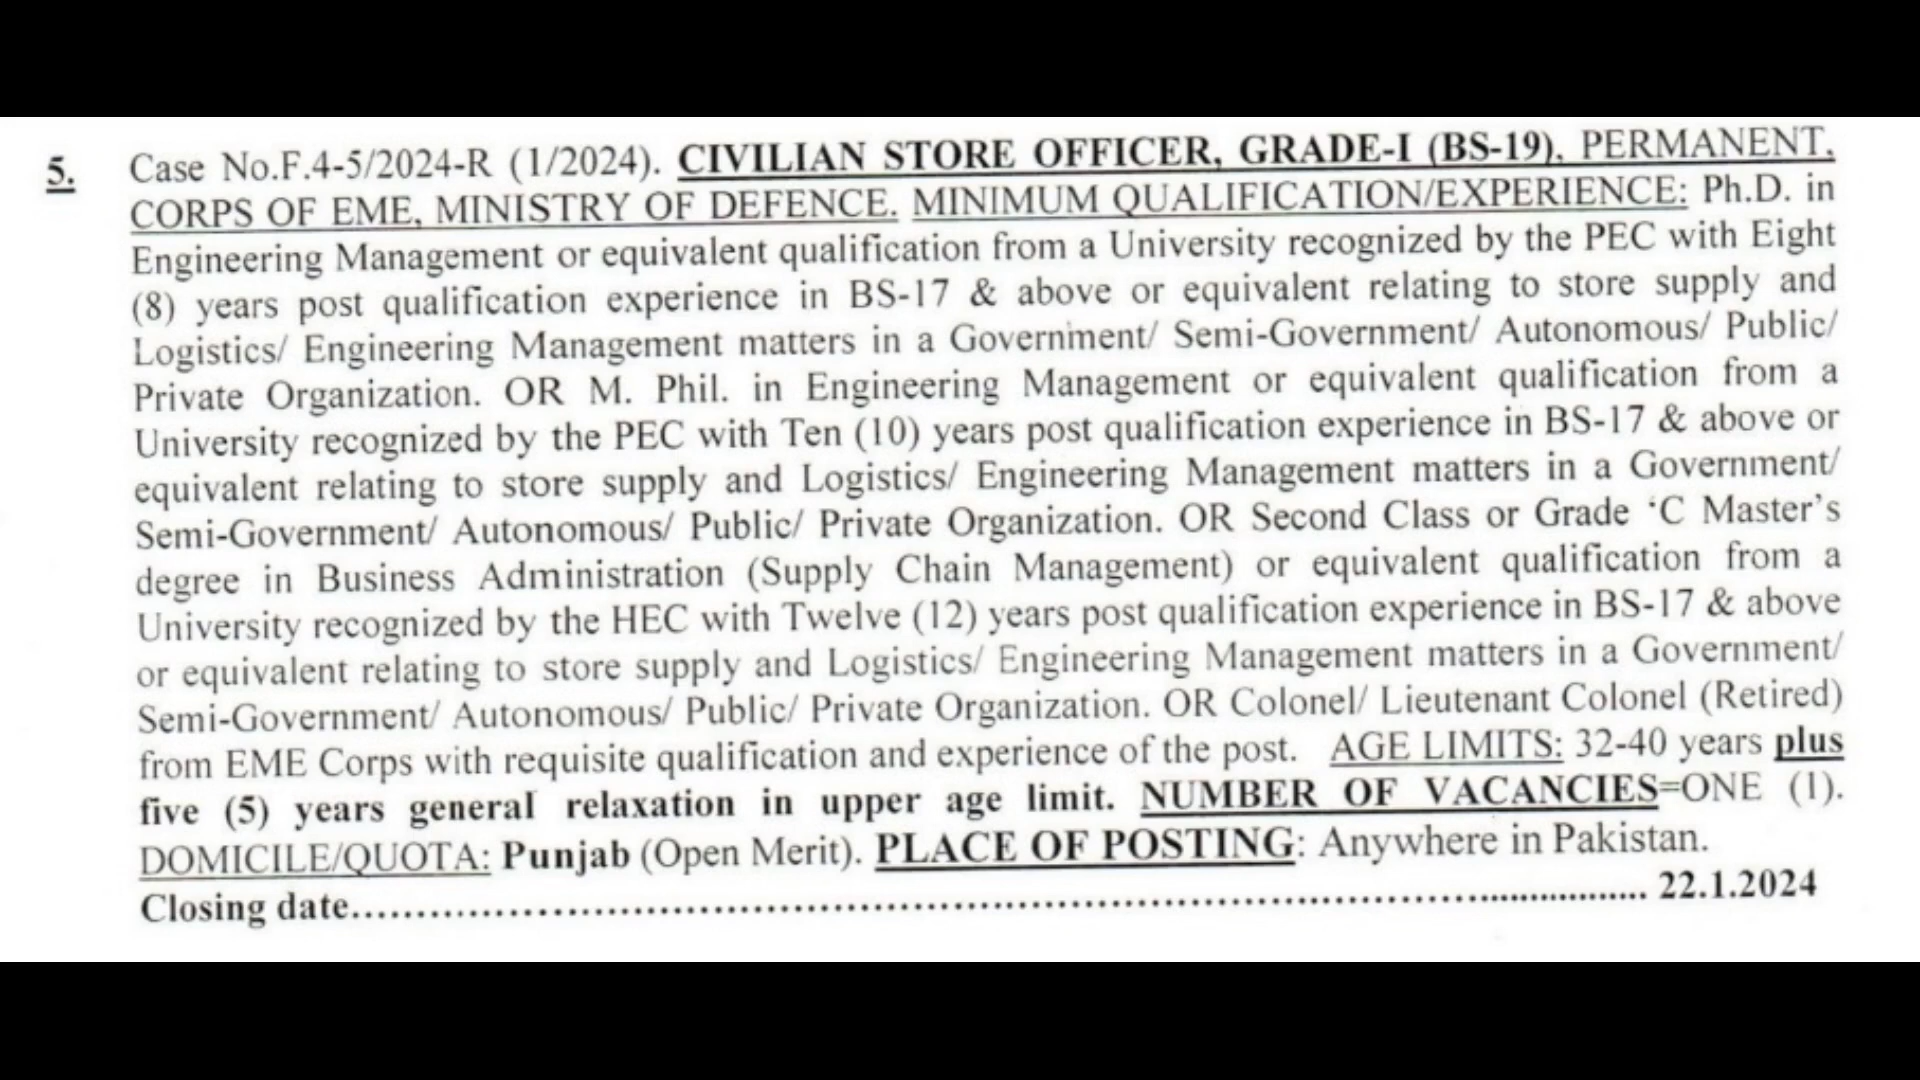 5. Case No.F.4-5/2024-R (1/2024). CIVILIAN STORE OFFICER, GRADE-I (BS-19), PERMANENT,
CORPS OF EME, MINISTRY OF DEFENCE. MINIMUM QUALIFICATION/EXPERIENCE: Ph.D. in
Engineering Management or equivalent qualification from a University recognized by the PEC with Eight
(8) years post qualification experience in BS-17 & above or equivalent relating to store supply and
Logistics/ Engineering Management matters in a Government/ Semi-Government/ Autonomous/ Public/
Private Organization. OR M. Phil. in Engineering Management or equivalent qualification from a
University recognized by the PEC with Ten (10) years post qualification experience in BS-17 & above or
equivalent relating to store supply and Logistics/ Engineering Management matters in a Government/
Semi-Government/ Autonomous/ Public/ Private Organization. OR Second Class or Grade ‘C Master’s
degree in Business Administration (Supply Chain Management) or equivalent qualification from a
University recognized by the HEC with Twelve (12) years post qualification experience in BS-17 & above
or equivalent relating to store supply and Logistics/ Engineering Management matters in a Government/
Semi-Government/ Autonomous/ Public/ Private Organization. OR Colonel/ Lieutenant Colonel (Retired)
from EME Corps with requisite qualification and experience of the post. AGE LIMITS: 32-40 years plus
five (5) years general relaxation in upper age limit. NUMBER OF VACANCIES=ONE (1).
DOMICILE/QUOTA: Punjab (Open Merit). PLACE OF POSTING: Anywhere in Pakistan.
Closing date.................................................................................................... 22.1.2024